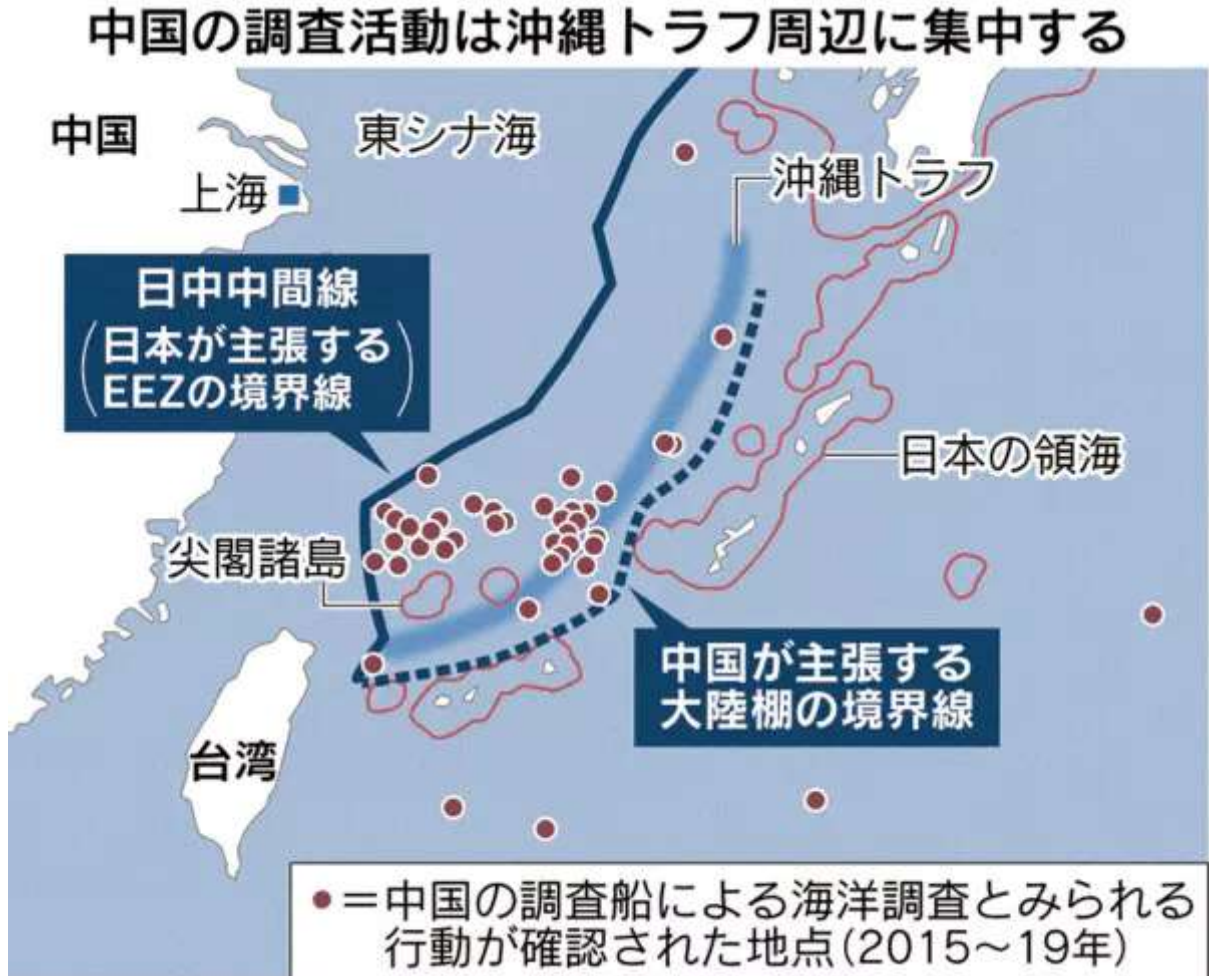 中国の調査活動は沖縄トラフ周辺に集中する
中国
東シナ海
上海
沖縄トラフ
日中中間線
(日本が主張する
EEZの境界線)
日本の領海
尖閣諸島
中国が主張する
大陸棚の境界線
台湾
●=中国の調査船による海洋調査とみられる
行動が確認された地点(2015〜19年)